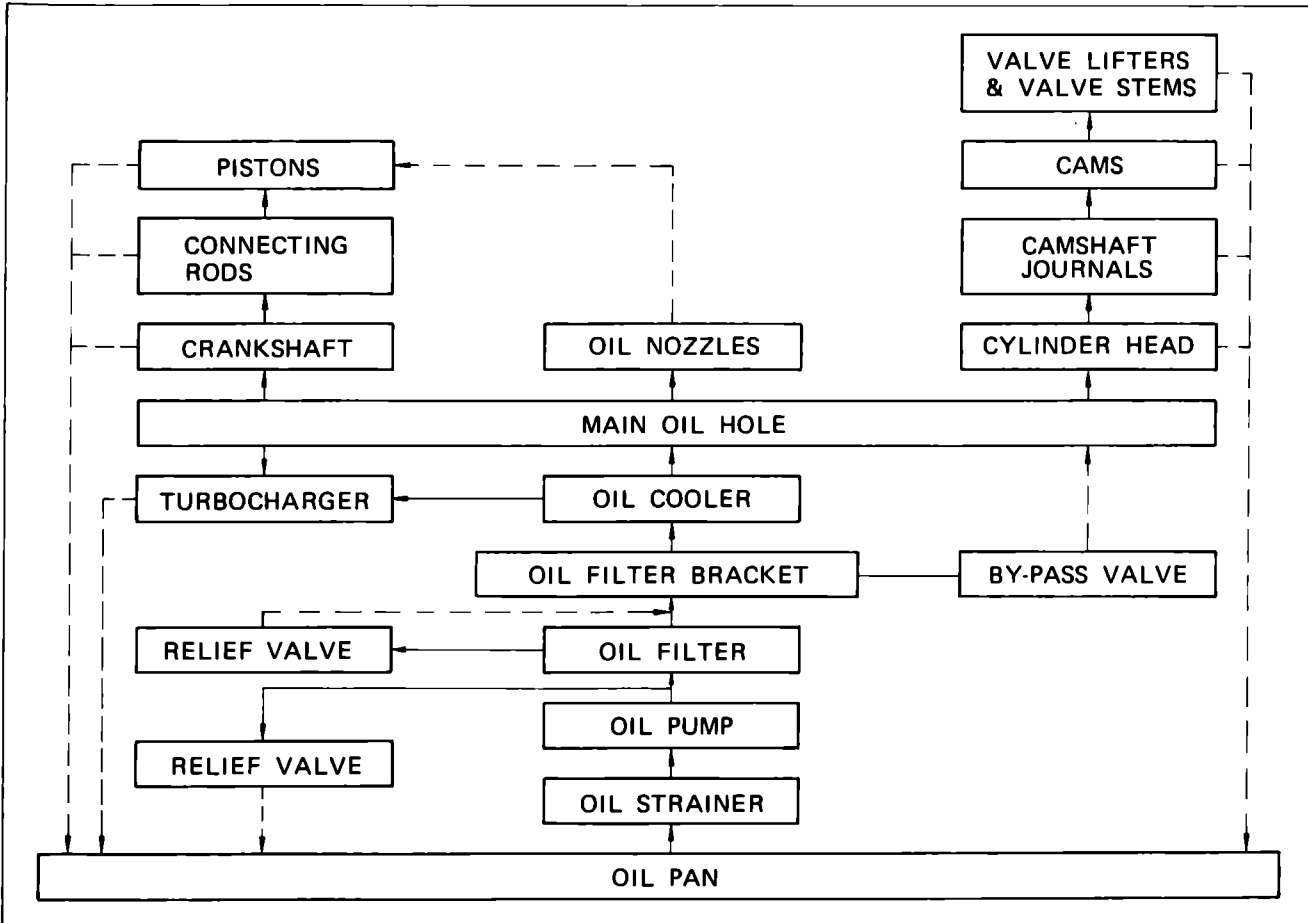 VALVE LIFTERS
& VALVE STEMS
PISTONS
CAMS
CONNECTING
RODS
CAMSHAFT
JOURNALS
CRANKSHAFT
OIL NOZZLES
CYLINDER HEAD
MAIN OIL HOLE
TURBOCHARGER
OIL COOLER
OIL FILTER BRACKET
BY-PASS VALVE
RELIEF VALVE
OIL FILTER
OIL PUMP
RELIEF VALVE
OIL STRAINER
OIL PAN